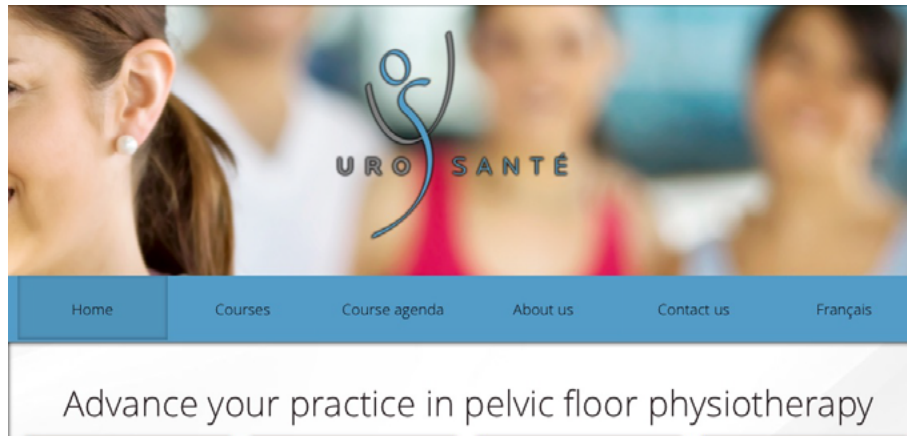 URO SANTÉ
Home Courses Course agenda About us Contact us Français
Advance your practice in pelvic floor physiotherapy